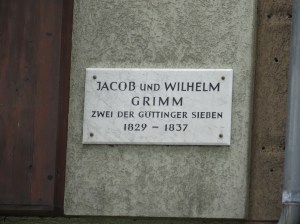 JACOB UND WILHELM
GRIMM
ZWEI DER GÖTTINGER SIEBEN
1829 – 1837